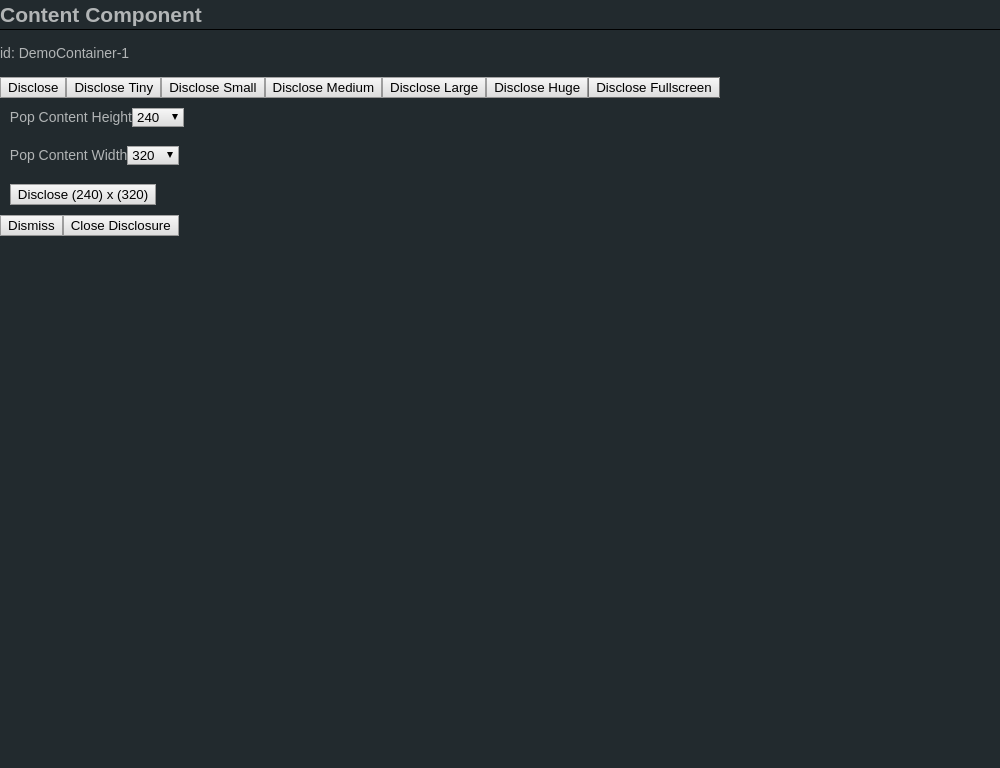 Content Component
id: DemoContainer-1
Disclose Disclose Tiny Disclose Small Disclose Medium Disclose Large Disclose Huge Disclose Fullscreen
Pop Content Height 240
Pop Content Width 320
Disclose (240) x (320)
Dismiss Close Disclosure